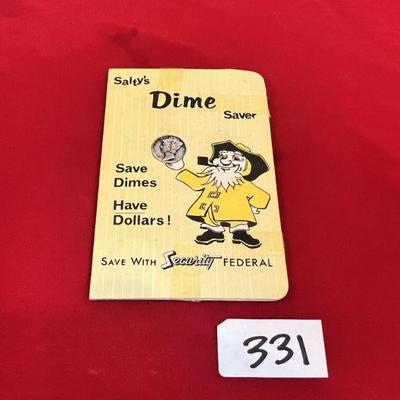 Salty's
Dime
Saver
Save
Dimes
Have
Dollars!
SAVE WITH Security FEDERAL
331